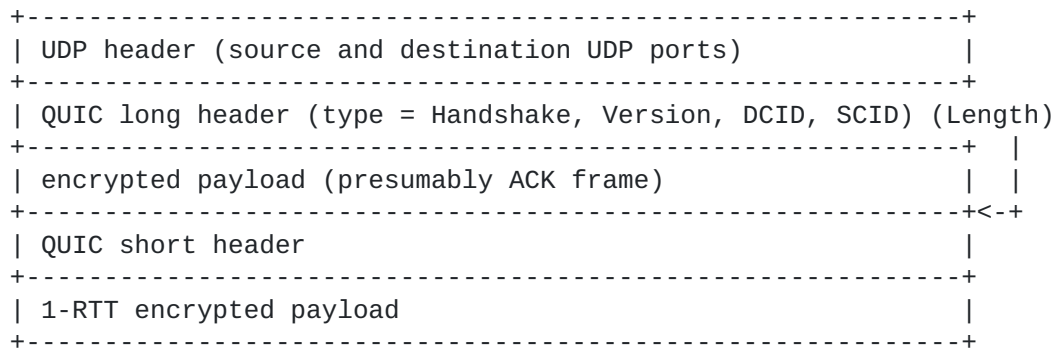 +------------------------------------------------------------+
| UDP header (source and destination UDP ports)              |
+------------------------------------------------------------+
| QUIC long header (type = Handshake, Version, DCID, SCID) (Length)
+------------------------------------------------------------+  |
| encrypted payload (presumably ACK frame)                   |  |
+------------------------------------------------------------+<-+
| QUIC short header                                          |
+------------------------------------------------------------+
| 1-RTT encrypted payload                                    |
+------------------------------------------------------------+